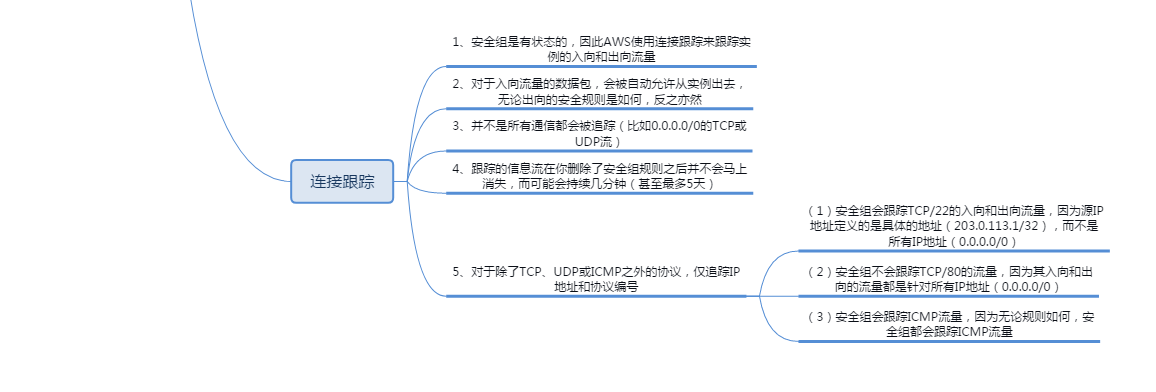 1、安全组是有状态的，因此AWS使用连接跟踪来跟踪实
例的入向和出向流量
2、对于入向流量的数据包，会被自动允许从实例出去，
无论出向的安全规则是如何，反之亦然
3、并不是所有通信都会被追踪（比如0.0.0.0/0的TCP或
UDP流）
连接跟踪
4、跟踪的信息流在你删除了安全组规则之后并不会马上
消失，而可能会持续几分钟（甚至最多5天）
5、对于除了TCP、UDP或ICMP之外的协议，仅追踪IP
地址和协议编号
（1）安全组会跟踪TCP/22的入向和出向流量，因为源IP
地址定义的是具体的地址（203.0.113.1/32），而不是
所有IP地址（0.0.0.0/0）
（2）安全组不会跟踪TCP/80的流量，因为其入向和出
向的流量都是针对所有IP地址（0.0.0.0/0）
（3）安全组会跟踪ICMP流量，因为无论规则如何，安
全组都会跟踪ICMP流量